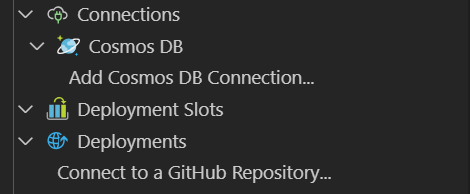 Connections
Cosmos DB
Add Cosmos DB Connection...
Deployment Slots
Deployments
Connect to a GitHub Repository...